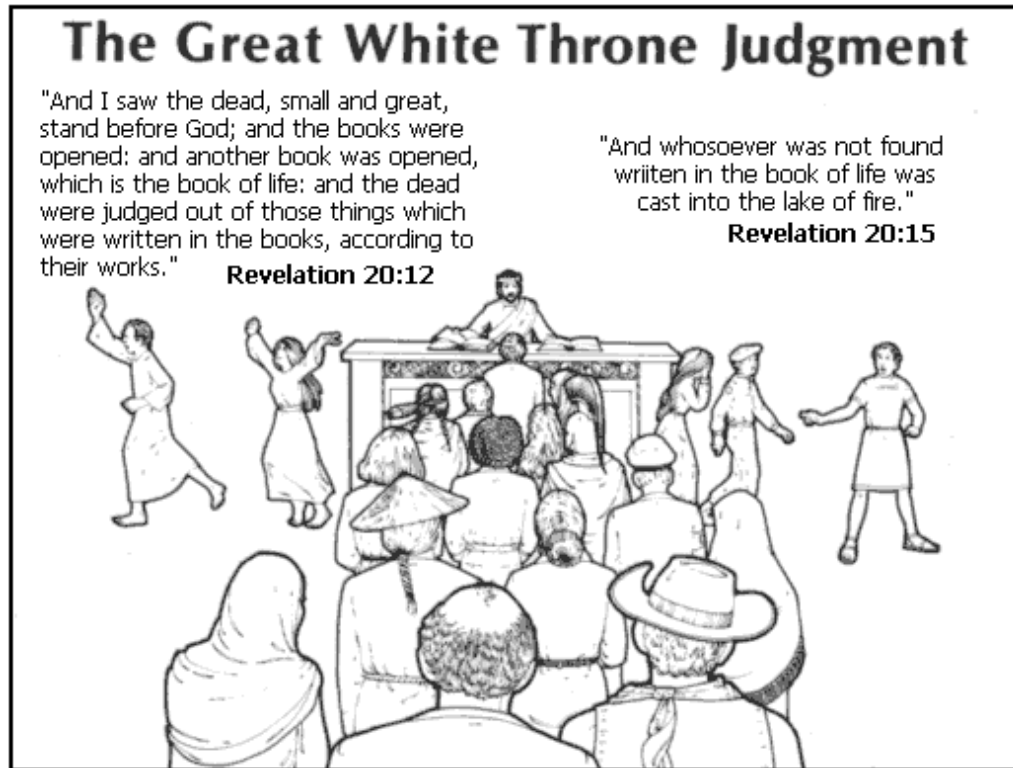 The Great White Throne Judgment
"And I saw the dead, small and great,
stand before God; and the books were
opened: and another book was opened,
which is the book of life: and the dead
were judged out of those things which
were written in the books, according to
their works."
Revelation 20:12
"And whosoever was not found
wriiten in the book of life was
cast into the lake of fire."
Revelation 20:15